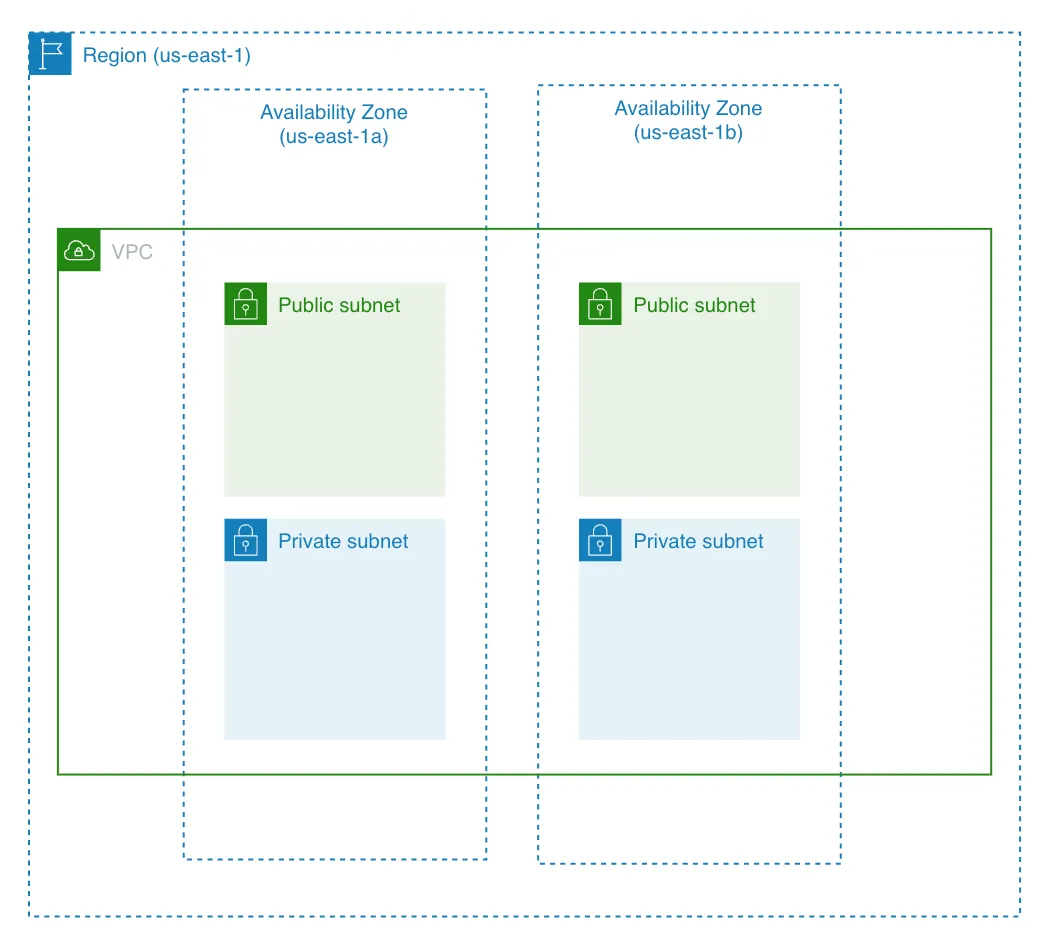 Region (us-east-1)
Availability Zone
(us-east-1a)
Availability Zone
(us-east-1b)
VPC
Public subnet
Public subnet
Private subnet
Private subnet